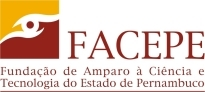 FACEPE
Fundação de Amparo à Ciência e
Tecnologia do Estado de Pernambuco